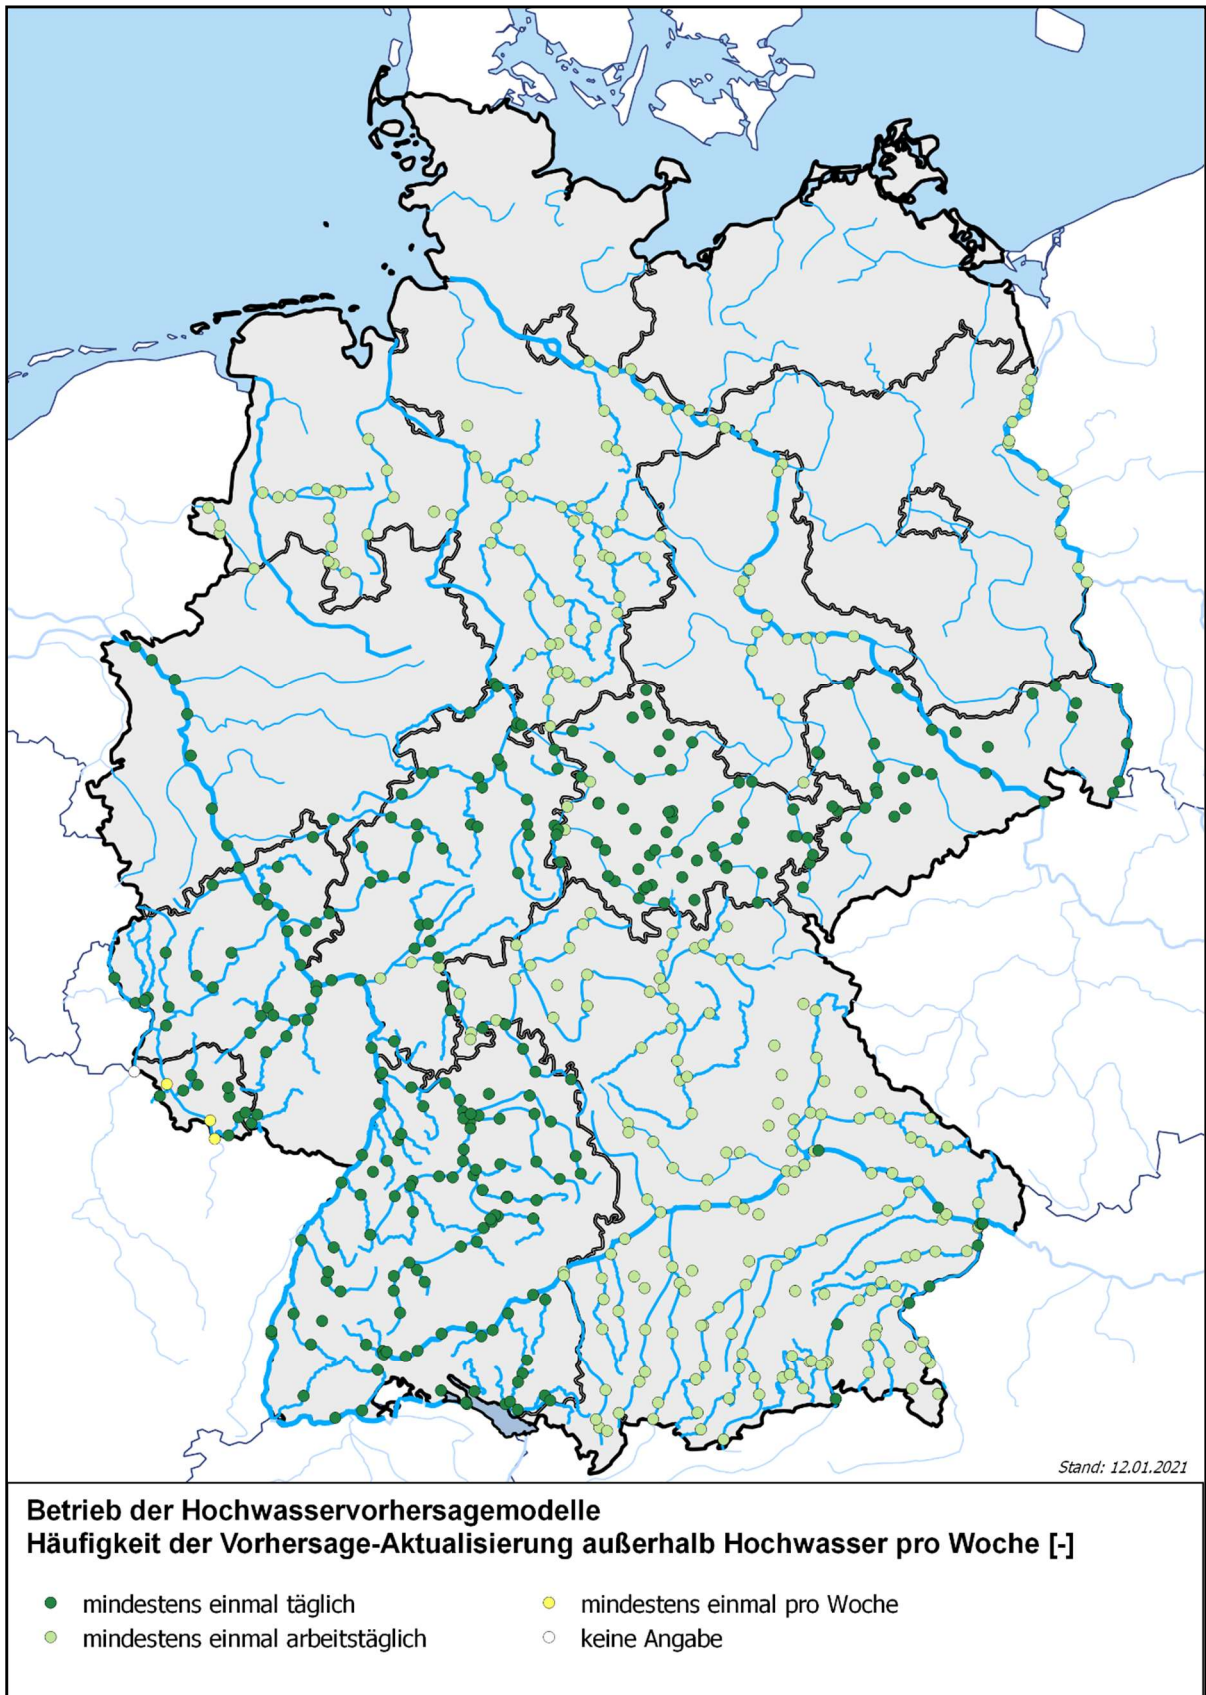 Stand: 12.01.2021
Betrieb der Hochwasservorhersagemodelle
Häufigkeit der Vorhersage-Aktualisierung außerhalb Hochwasser pro Woche [-]
mindestens einmal täglich
mindestens einmal arbeitstäglich
mindestens einmal pro Woche
keine Angabe